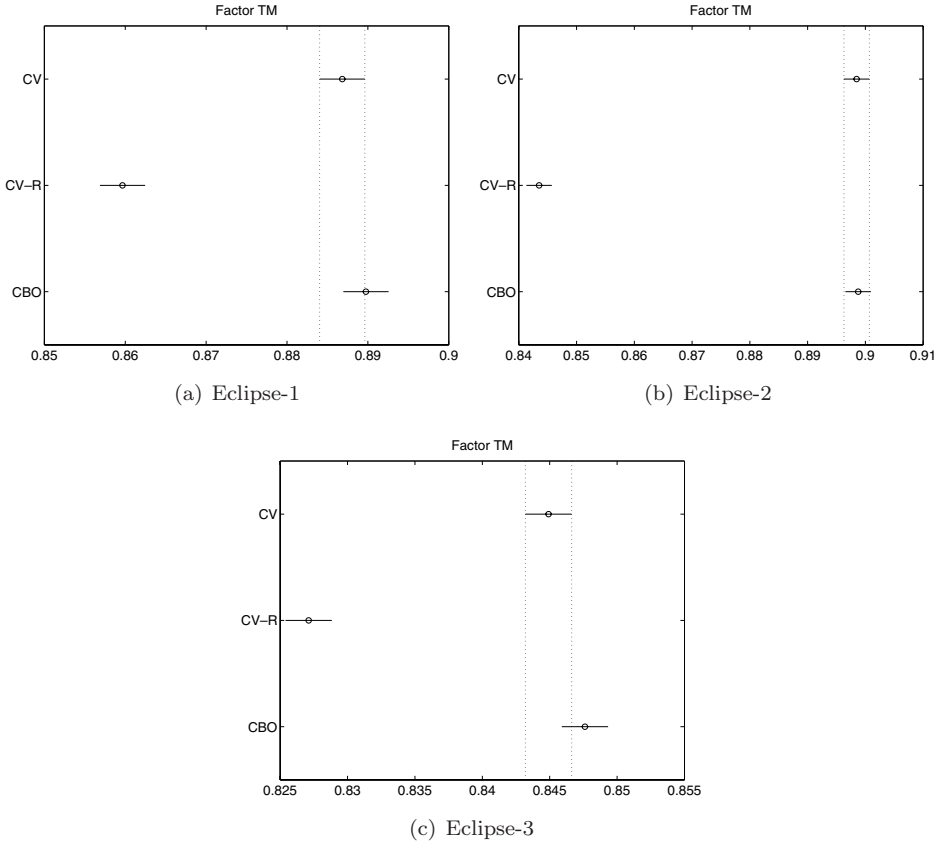 Factor TM
CV
CV–R
CBO
0.85 0.86 0.87 0.88 0.89 0.9
(a) Eclipse-1
Factor TM
CV
CV–R
CBO
0.84 0.85 0.86 0.87 0.88 0.89 0.9 0.91
(b) Eclipse-2
Factor TM
CV
CV–R
CBO
0.825 0.83 0.835 0.84 0.845 0.85 0.855
(c) Eclipse-3